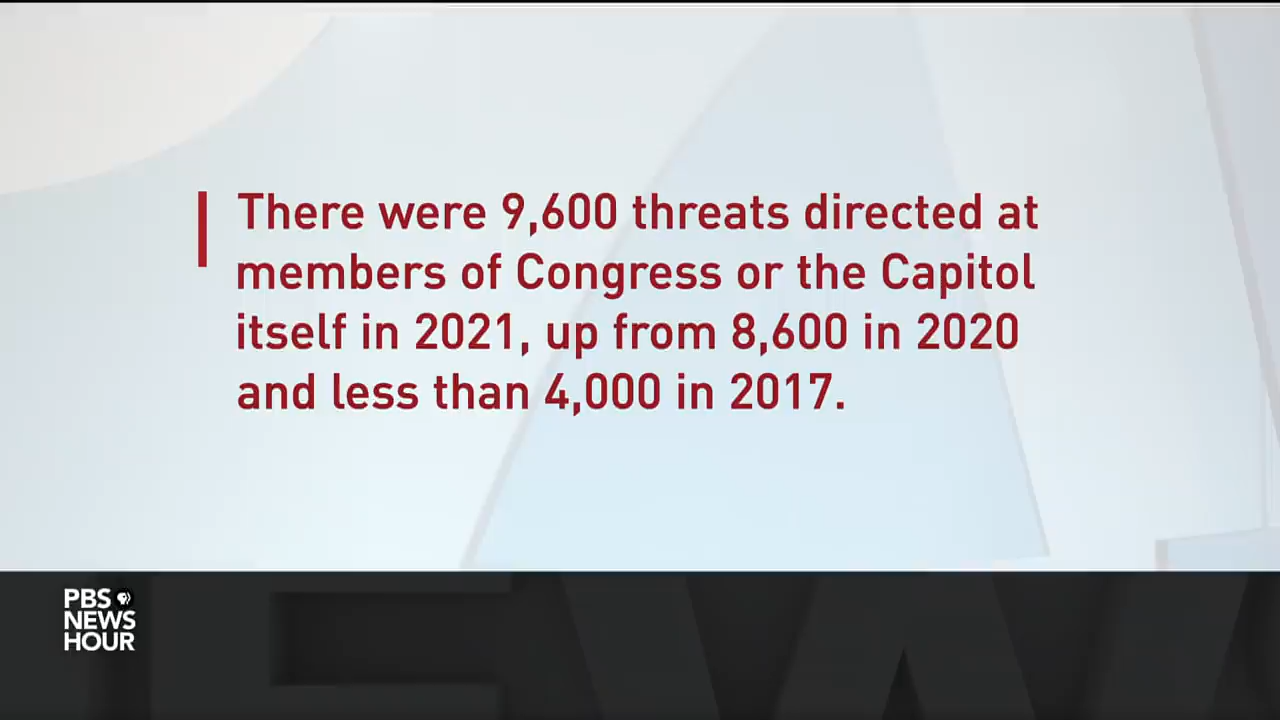 There were 9,600 threats directed at
members of Congress or the Capitol
itself in 2021, up from 8,600 in 2020
and less than 4,000 in 2017.
PBS
NEWS
HOUR